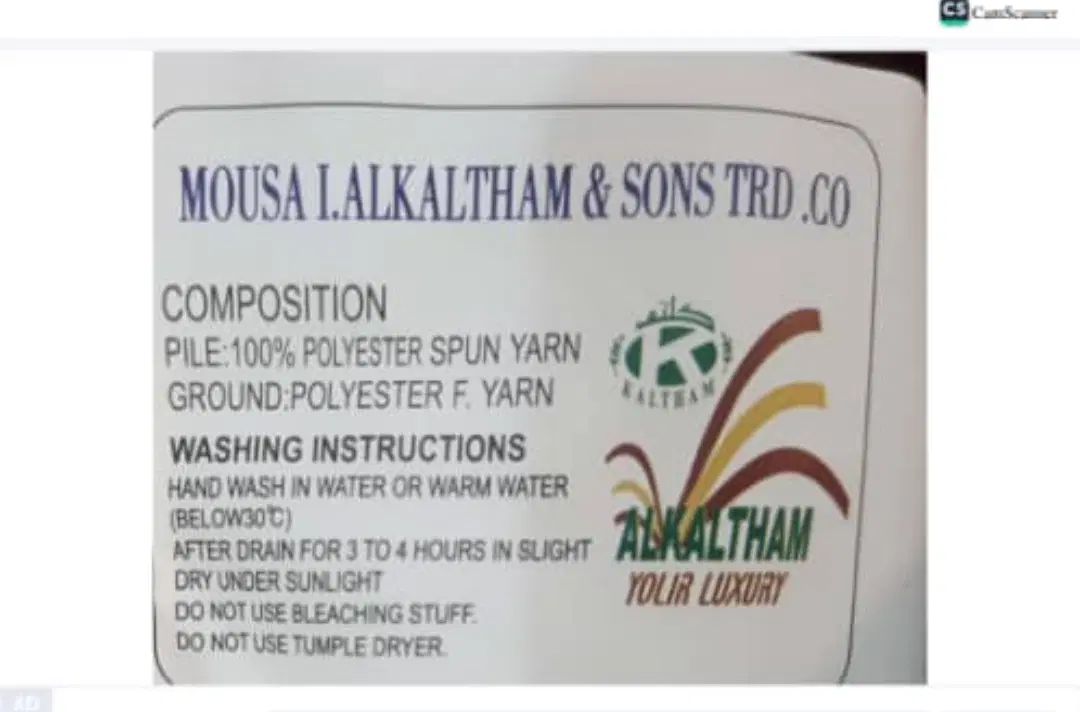 CS CamScanner
MOUSA I.ALKALTHAM & SONS TRD .CO
COMPOSITION
PILE:100% POLYESTER SPUN YARN
GROUND:POLYESTER F. YARN
WASHING INSTRUCTIONS
HAND WASH IN WATER OR WARM WATER
(BELOW30℃)
AFTER DRAIN FOR 3 TO 4 HOURS IN SLIGHT
DRY UNDER SUNLIGHT
DO NOT USE BLEACHING STUFF.
DO NOT USE TUMPLE DRYER.
K
KALTHAM
ALKALTHAM
YOUR LUXURY